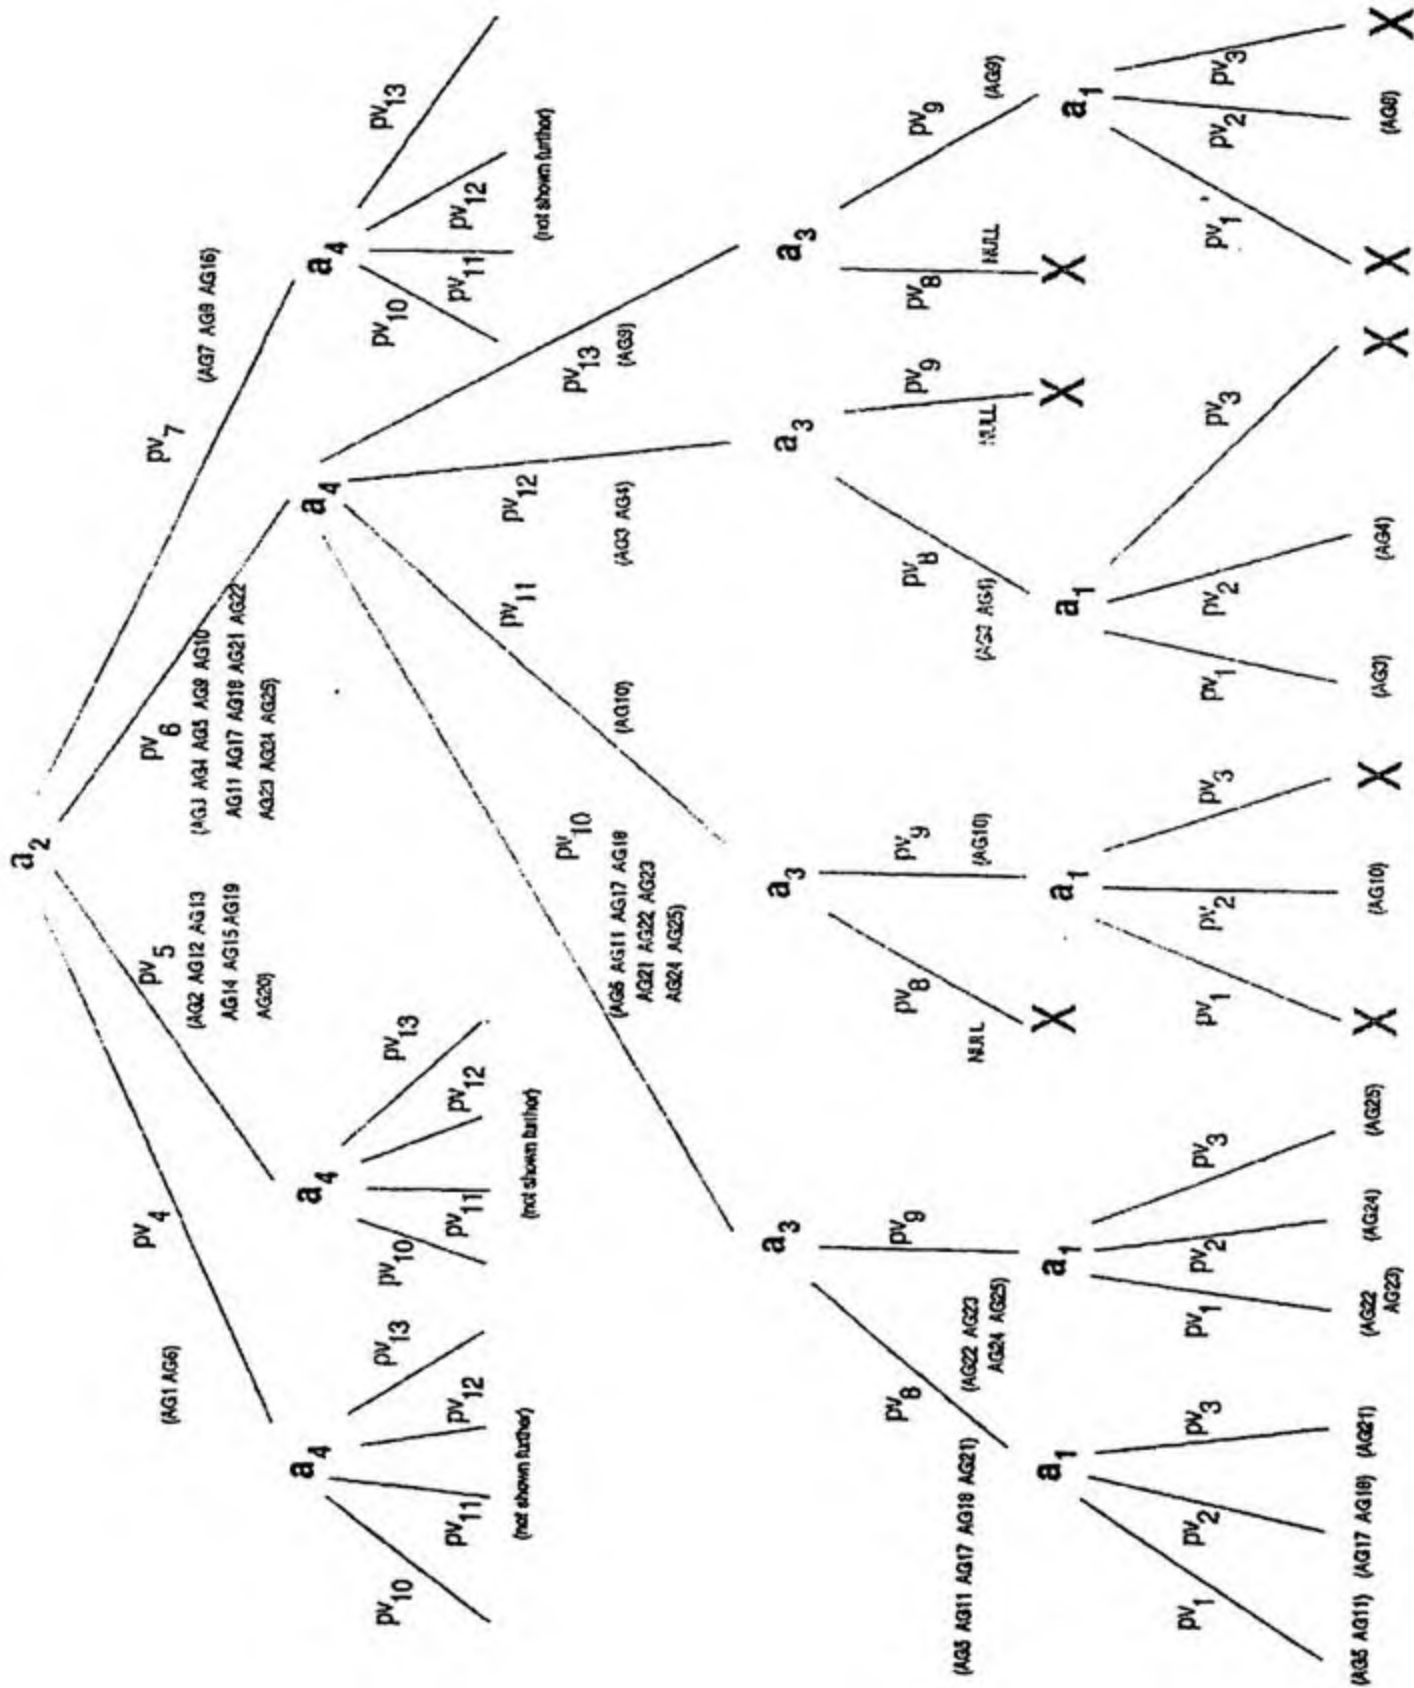 a2
pv4
(AG1 AG6)
pv5
(AG2 AG12 AG13
AG14 AG15 AG19
AG20)
pv6
(AG3 AG4 AG5 AG9 AG10
AG11 AG17 AG18 AG21 AG22
AG23 AG24 AG25)
pv7
(AG7 AG8 AG16)
a4
pv10
pv11
pv12
pv13
(not shown further)
a4
pv10
pv11
pv12
pv13
(not shown further)
a4
pv10
(AG5 AG11 AG17 AG18
AG21 AG22 AG23
AG24 AG25)
pv11
(AG10)
pv12
(AG3 AG4)
pv13
(AG9)
a4
pv10
pv11
pv12
pv13
(not shown further)
a3
pv8
(AG5 AG11 AG17 AG18 AG21)
pv9
(AG22 AG23
AG24 AG25)
a3
pv8
NULL
X
pv9
(AG10)
a3
pv8
(AG3 AG4)
pv9
NULL
X
a3
pv8
NULL
X
pv9
(AG9)
a1
pv1
pv2
pv3
(AG5 AG11)
(AG17 AG18)
(AG21)
a1
pv1
pv2
pv3
(AG22
AG23)
(AG24)
(AG25)
a1
pv1
pv2
pv3
X
(AG10)
X
a1
pv1
pv2
pv3
(AG3)
(AG4)
X
a1
pv1
pv2
pv3
X
X